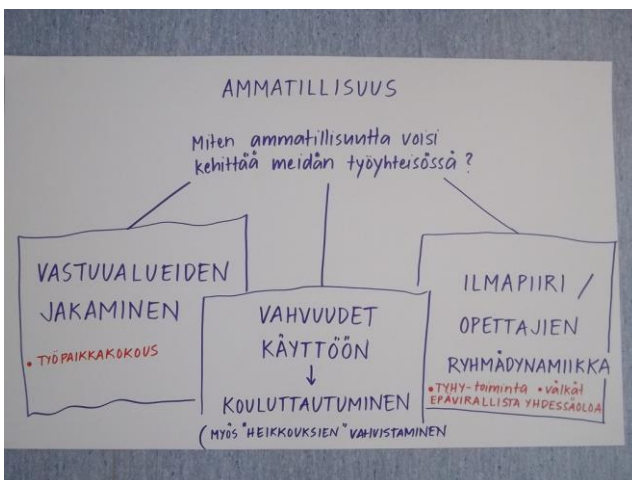 AMMATILLISUUS
Miten ammatillisuutta voisi
kehittää meidän työyhteisössä?
VASTUUALUEIDEN
JAKAMINEN
• TYÖPAIKKAKOKOUS
VAHVUUDET
KÄYTTÖÖN
↓
KOULUTTAUTUMINEN
(MYÖS "HEIKKOUKSIEN" VAHVISTAMINEN
ILMAPIIRI /
OPETTAJIEN
RYHMÄDYNAMIIKKA
• TYHY-toiminta • välkät
EPÄVIRALLISTA YHDESSÄOLOA